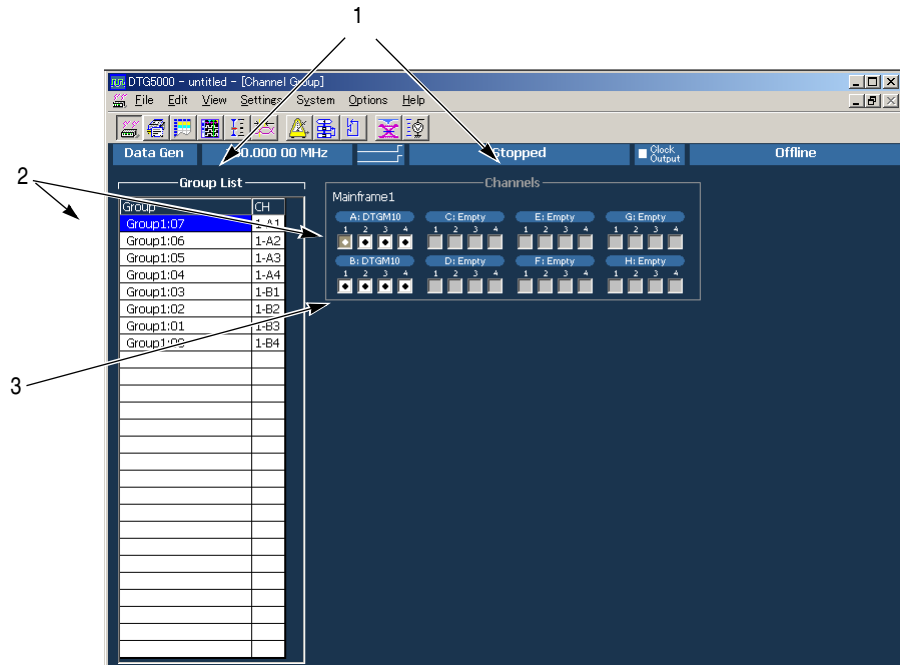 1
DTG5000 - untitled - [Channel Group]
File Edit View Settings System Options Help
Data Gen
00.000 00 MHz
Stopped
Clock Output
Offline
2
Group List
Group CH
Group1:07 1-A1
Group1:06 1-A2
Group1:05 1-A3
Group1:04 1-A4
Group1:03 1-B1
Group1:02 1-B2
Group1:01 1-B3
Group1:00 1-B4
Channels
Mainframe1
A: DTGM10 C: Empty E: Empty G: Empty
1 2 3 4 1 2 3 4 1 2 3 4 1 2 3 4
B: DTGM10 D: Empty F: Empty H: Empty
1 2 3 4 1 2 3 4 1 2 3 4 1 2 3 4
3